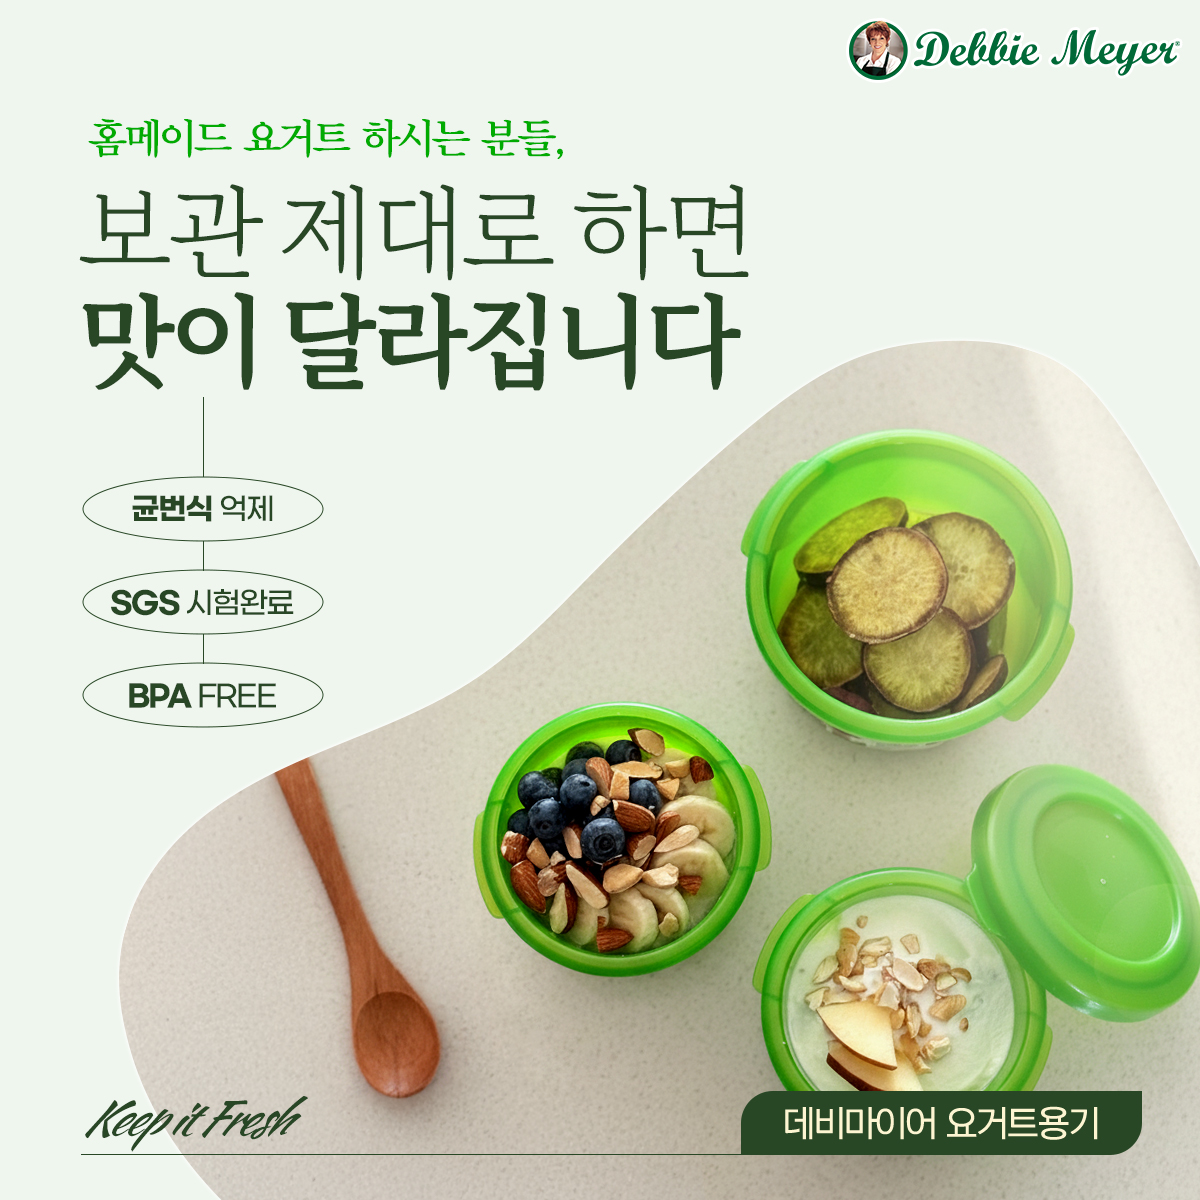 Debbie Meyer®
홈메이드 요거트 하시는 분들,
보관 제대로 하면
맛이 달라집니다
균번식 억제
SGS 시험완료
BPA FREE
Keep it Fresh
데비마이어 요거트용기